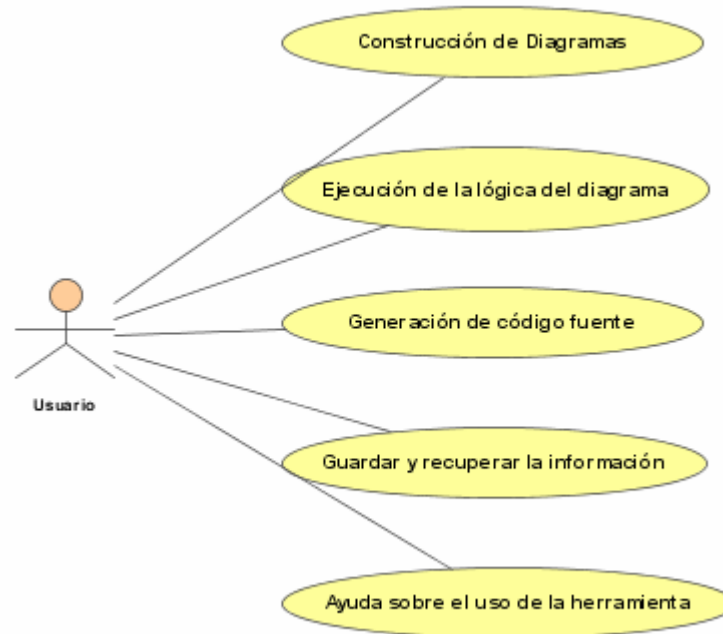 Construcción de Diagramas
Ejecución de la lógica del diagrama
Generación de código fuente
Usuario
Guardar y recuperar la información
Ayuda sobre el uso de la herramienta